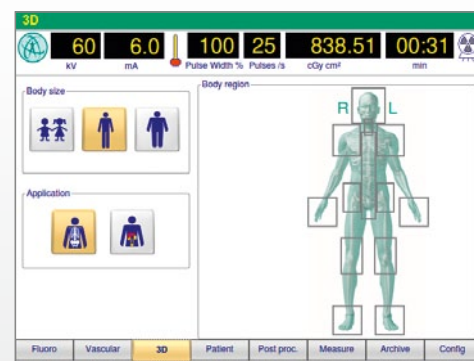 3D
60 6.0 100 25 838.51 00:31
kV mA Pulse Width % Pulses /s cGy cm² min
Body size
Body region
R L
Application
Fluoro Vascular 3D Patient Post proc. Measure Archive Config